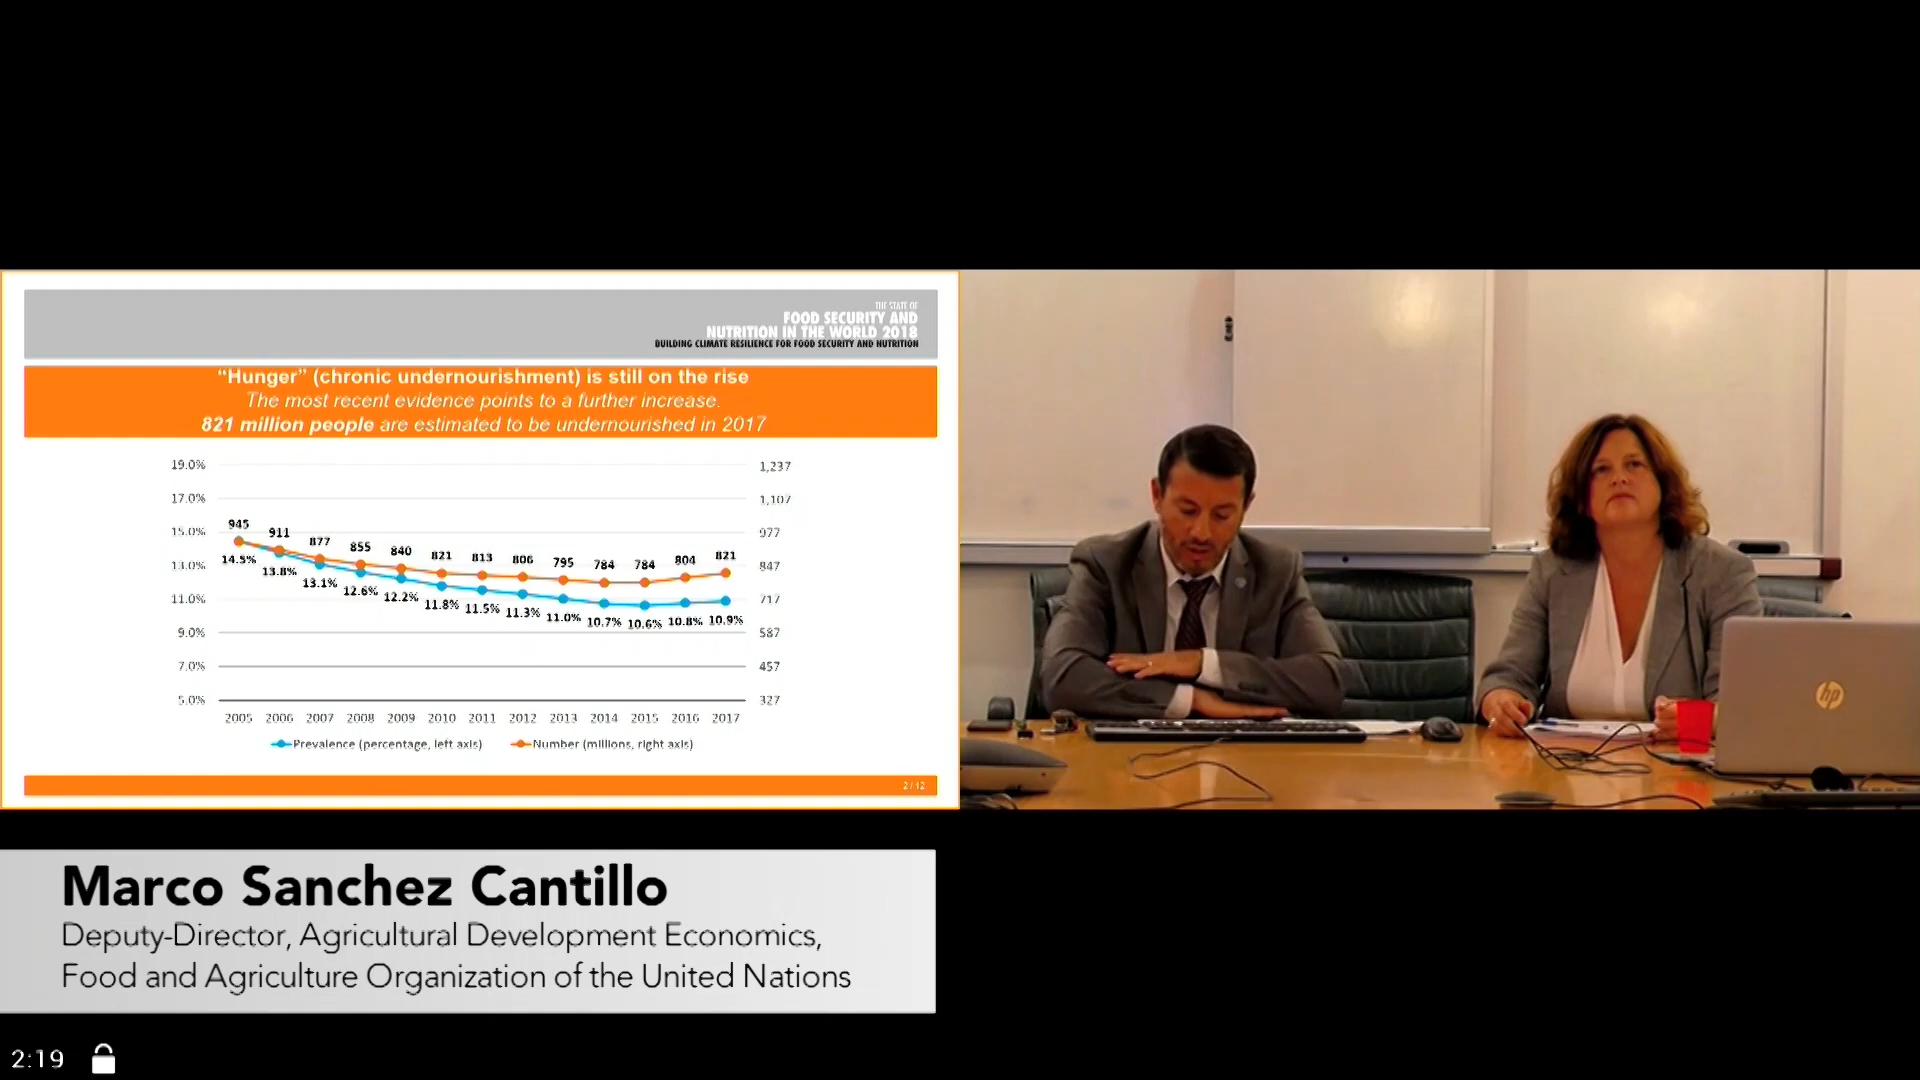 THE STATE OF
FOOD SECURITY AND
NUTRITION IN THE WORLD 2018
BUILDING CLIMATE RESILIENCE FOR FOOD SECURITY AND NUTRITION
“Hunger” (chronic undernourishment) is still on the rise
The most recent evidence points to a further increase.
821 million people are estimated to be undernourished in 2017
19.0% 1,237
17.0% 1,107
15.0% 977
13.0% 847
11.0% 717
9.0% 587
7.0% 457
5.0% 327
945 911 877 855 840 821 813 806 795 784 784 804 821
14.5% 13.8% 13.1% 12.6% 12.2% 11.8% 11.5% 11.3% 11.0% 10.7% 10.6% 10.8% 10.9%
2005 2006 2007 2008 2009 2010 2011 2012 2013 2014 2015 2016 2017
Prevalence (percentage, left axis) Number (millions, right axis)
2 / 12
hp
Marco Sanchez Cantillo
Deputy-Director, Agricultural Development Economics,
Food and Agriculture Organization of the United Nations
2:19